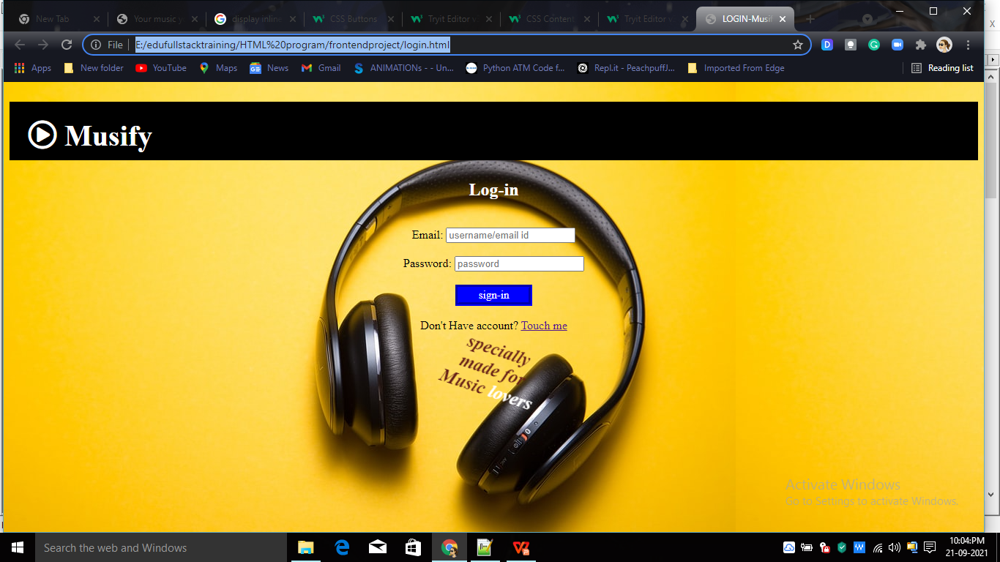 New Tab
Your music y
display inline
CSS Buttons
Tryit Editor v
CSS Content
Tryit Editor v
LOGIN-Musif
File
E:/edufullstacktraining/HTML%20program/frontendproject/login.html
Apps
New folder
YouTube
Maps
News
Gmail
ANIMATIONs - - Un...
Python ATM Code f...
Repl.it - PeachpuffJ...
Imported From Edge
Reading list
Musify
Log-in
Email: username/email id
Password: password
sign-in
Don't Have account? Touch me
specially
made for
Music lovers
Activate Windows
Go to Settings to activate Windows.
Search the web and Windows
10:04:PM
21-09-2021